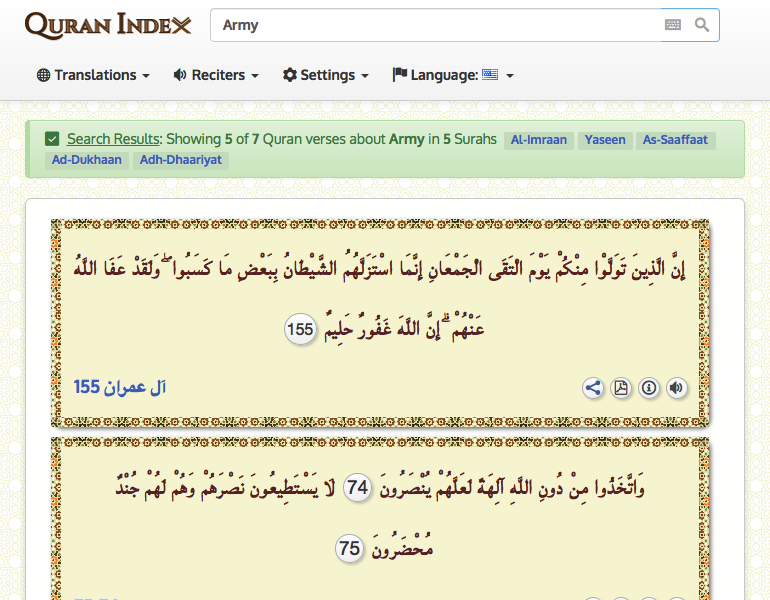 QURAN INDEX
Army
Translations Reciters Settings Language:
Search Results: Showing 5 of 7 Quran verses about Army in 5 Surahs Al-Imraan Yaseen As-Saaffaat
Ad-Dukhaan Adh-Dhaariyat
إِنَّ الَّذِينَ تَوَلَّوْا مِنْكُمْ يَوْمَ الْتَقَى الْجَمْعَانِ إِنَّمَا اسْتَزَلَّهُمُ الشَّيْطَانُ بِبَعْضِ مَا كَسَبُوا ۖ وَلَقَدْ عَفَا اللَّهُ
عَنْهُمْ ۗ إِنَّ اللَّهَ غَفُورٌ حَلِيمٌ 155
آل عمران 155
وَاتَّخَذُوا مِنْ دُونِ اللَّهِ آلِهَةً لَعَلَّهُمْ يُنْصَرُونَ 74 لَا يَسْتَطِيعُونَ نَصْرَهُمْ وَهُمْ لَهُمْ جُنْدٌ
مُحْضَرُونَ 75